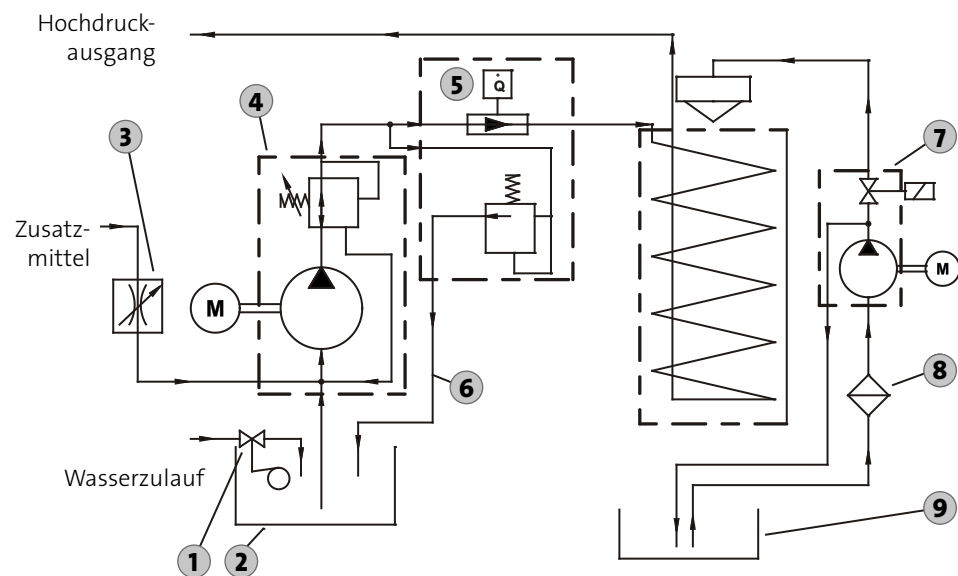 Hochdruck-
ausgang
5
Q̇
4
3
7
Zusatz-
mittel
M
M
6
8
Wasserzulauf
9
1
2